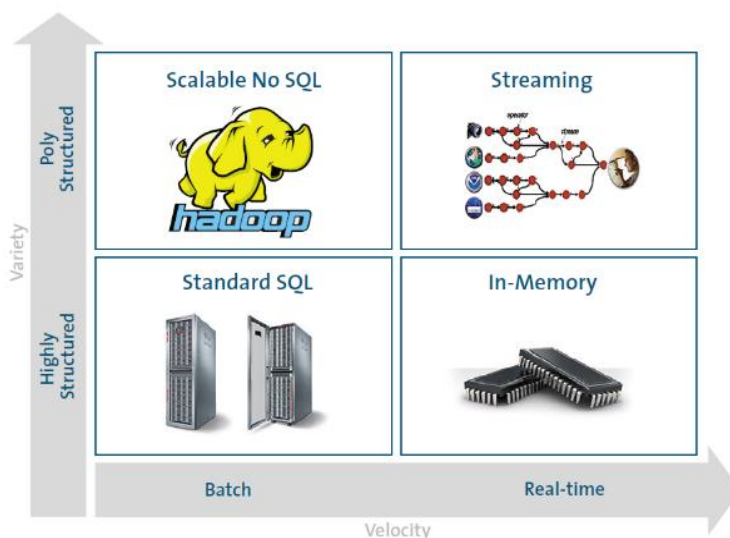 Scalable No SQL
Streaming
operator
stream
hadoop
Poly
Structured
Variety
Standard SQL
In-Memory
Highly
Structured
Batch
Real-time
Velocity